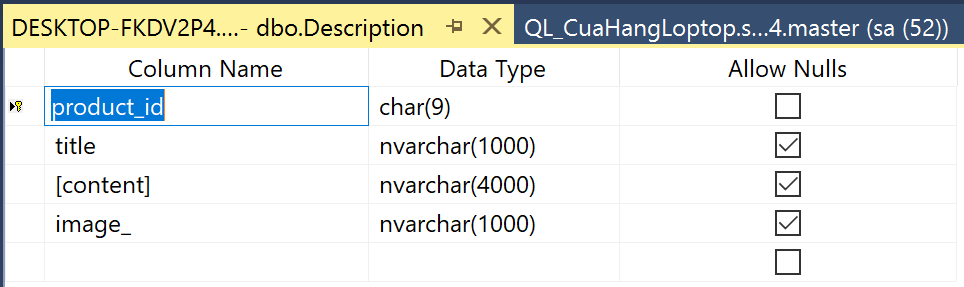 DESKTOP-FKDV2P4....- dbo.Description QL_CuaHangLoptop.s...4.master (sa (52))
Column Name Data Type Allow Nulls
product_id char(9)
title nvarchar(1000)
[content] nvarchar(4000)
image_ nvarchar(1000)